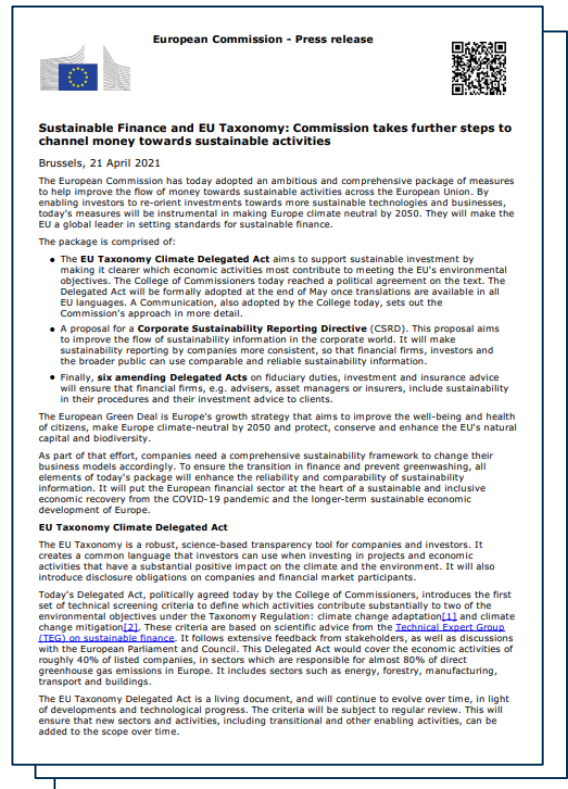 European Commission - Press release
Sustainable Finance and EU Taxonomy: Commission takes further steps to
channel money towards sustainable activities
Brussels, 21 April 2021
The European Commission has today adopted an ambitious and comprehensive package of measures
to help improve the flow of money towards sustainable activities across the European Union. By
enabling investors to re-orient investments towards more sustainable technologies and businesses,
today's measures will be instrumental in making Europe climate neutral by 2050. They will make the
EU a global leader in setting standards for sustainable finance.
The package is comprised of:
● The EU Taxonomy Climate Delegated Act aims to support sustainable investment by
making it clearer which economic activities most contribute to meeting the EU's environmental
objectives. The College of Commissioners today reached a political agreement on the text. The
Delegated Act will be formally adopted at the end of May once translations are available in all
EU languages. A Communication, also adopted by the College today, sets out the
Commission's approach in more detail.
● A proposal for a Corporate Sustainability Reporting Directive (CSRD). This proposal aims
to improve the flow of sustainability information in the corporate world. It will make
sustainability reporting by companies more consistent, so that financial firms, investors and
the broader public can use comparable and reliable sustainability information.
● Finally, six amending Delegated Acts on fiduciary duties, investment and insurance advice
will ensure that financial firms, e.g. advisers, asset managers or insurers, include sustainability
in their procedures and their investment advice to clients.
The European Green Deal is Europe's growth strategy that aims to improve the well-being and health
of citizens, make Europe climate-neutral by 2050 and protect, conserve and enhance the EU's natural
capital and biodiversity.
As part of that effort, companies need a comprehensive sustainability framework to change their
business models accordingly. To ensure the transition in finance and prevent greenwashing, all
elements of today's package will enhance the reliability and comparability of sustainability
information. It will put the European financial sector at the heart of a sustainable and inclusive
economic recovery from the COVID-19 pandemic and the longer-term sustainable economic
development of Europe.
EU Taxonomy Climate Delegated Act
The EU Taxonomy is a robust, science-based transparency tool for companies and investors. It
creates a common language that investors can use when investing in projects and economic
activities that have a substantial positive impact on the climate and the environment. It will also
introduce disclosure obligations on companies and financial market participants.
Today's Delegated Act, politically agreed today by the College of Commissioners, introduces the first
set of technical screening criteria to define which activities contribute substantially to two of the
environmental objectives under the Taxonomy Regulation: climate change adaptation[1] and climate
change mitigation[2]. These criteria are based on scientific advice from the Technical Expert Group
(TEG) on sustainable finance. It follows extensive feedback from stakeholders, as well as discussions
with the European Parliament and Council. This Delegated Act would cover the economic activities of
roughly 40% of listed companies, in sectors which are responsible for almost 80% of direct
greenhouse gas emissions in Europe. It includes sectors such as energy, forestry, manufacturing,
transport and buildings.
The EU Taxonomy Delegated Act is a living document, and will continue to evolve over time, in light
of developments and technological progress. The criteria will be subject to regular review. This will
ensure that new sectors and activities, including transitional and other enabling activities, can be
added to the scope over time.